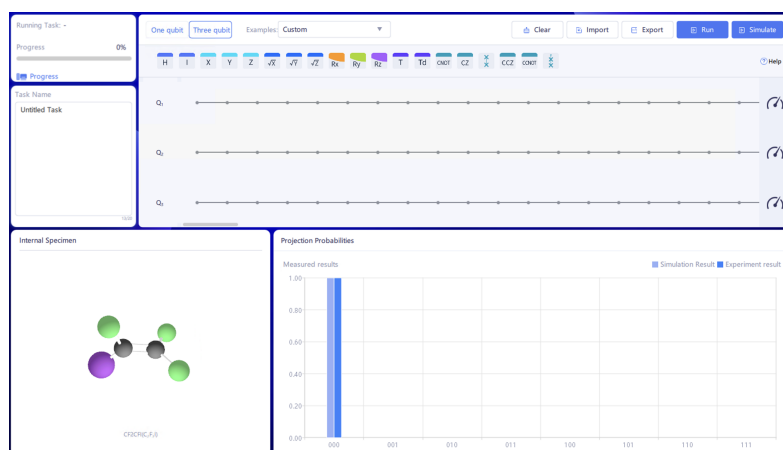 Running Task: -
Progress 0%
Progress
Task Name
Untitled Task
One qubit Three qubit Examples: Custom Clear Import Export Run Simulate
H I X Y Z √X √Y √Z Rx Ry Rz T Td CNOT CZ CCZ CCNOT
Help
Q₁
Q₂
Q₃
Internal Specimen
Projection Probabilities
Measured results Simulation Result Experiment result
1.00
0.80
0.60
0.40
0.20
0.00
000 001 010 011 100 101 110 111